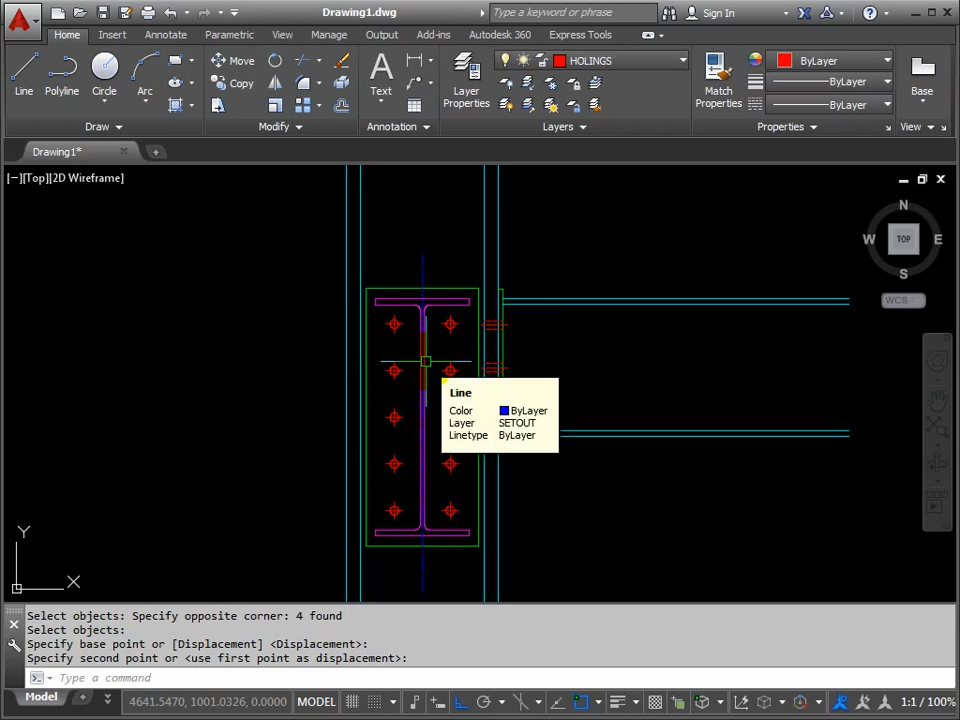 Drawing1.dwg
Type a keyword or phrase
Sign In
Home
Insert
Annotate
Parametric
View
Manage
Output
Add-ins
Autodesk 360
Express Tools
Line
Polyline
Circle
Arc
Move
Copy
Text
Layer
Properties
HOLINGS
Match
Properties
ByLayer
ByLayer
ByLayer
Base
Draw
Modify
Annotation
Layers
Properties
View
Drawing1*
[−][Top][2D Wireframe]
N
W
TOP
E
S
WCS
Line
Color ByLayer
Layer SETOUT
Linetype ByLayer
Y
X
Select objects: Specify opposite corner: 4 found
Select objects:
Specify base point or [Displacement] <Displacement>:
Specify second point or <use first point as displacement>:
Type a command
Model
4641.5470, 1001.0326, 0.0000
MODEL
1:1 / 100%